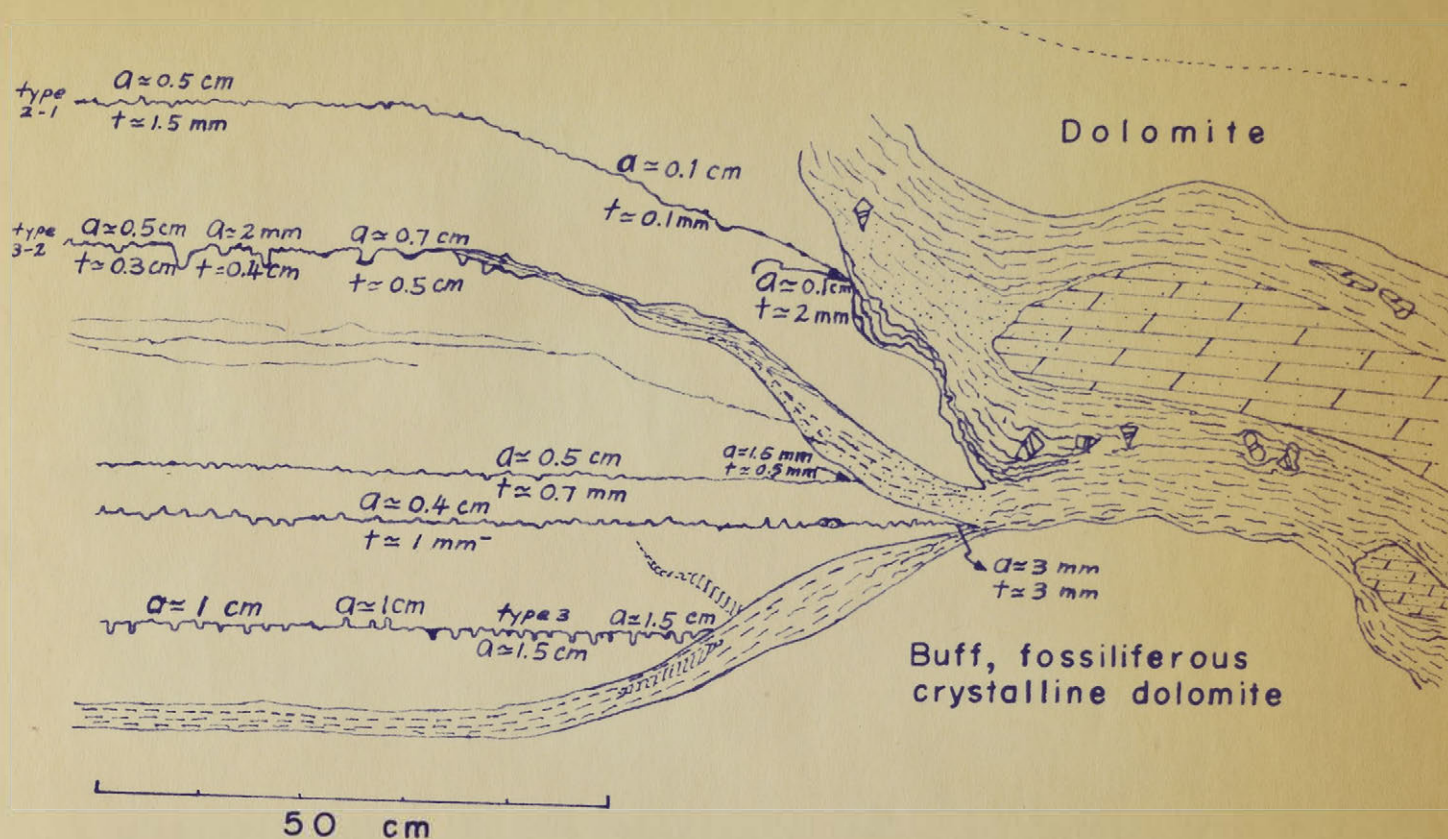 type
2-1
a ≃ 0.5 cm
t ≃ 1.5 mm
a ≃ 0.1 cm
t ≃ 0.1 mm
Dolomite
type
3-2
a ≃ 0.5 cm
t ≃ 0.3 cm
a ≃ 2 mm
t ≃ 0.4 cm
a ≃ 0.7 cm
t ≃ 0.5 cm
a ≃ 0.1 cm
t ≃ 2 mm
a ≃ 0.5 cm
t ≃ 0.7 mm
a ≃ 1.5 mm
t ≃ 0.5 mm
a ≃ 0.4 cm
t ≃ 1 mm
a ≃ 3 mm
t ≃ 3 mm
a ≃ 1 cm
a ≃ 1 cm
type 3
a ≃ 1.5 cm
a ≃ 1.5 cm
Buff, fossiliferous
crystalline dolomite
50 cm